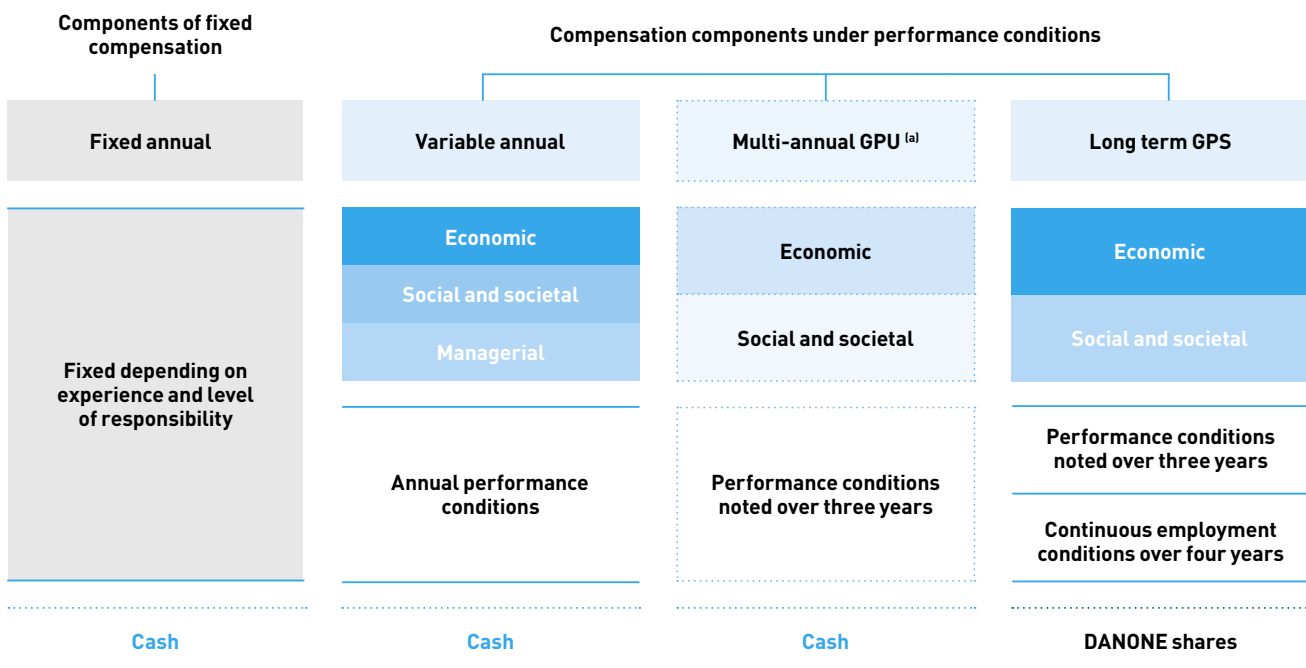 Components of fixed
compensation
Compensation components under performance conditions
Fixed annual
Variable annual
Multi-annual GPU (a)
Long term GPS
Fixed depending on
experience and level
of responsibility
Economic
Social and societal
Managerial
Annual performance
conditions
Economic
Social and societal
Performance conditions
noted over three years
Economic
Social and societal
Performance conditions
noted over three years
Continuous employment
conditions over four years
Cash
Cash
Cash
DANONE shares